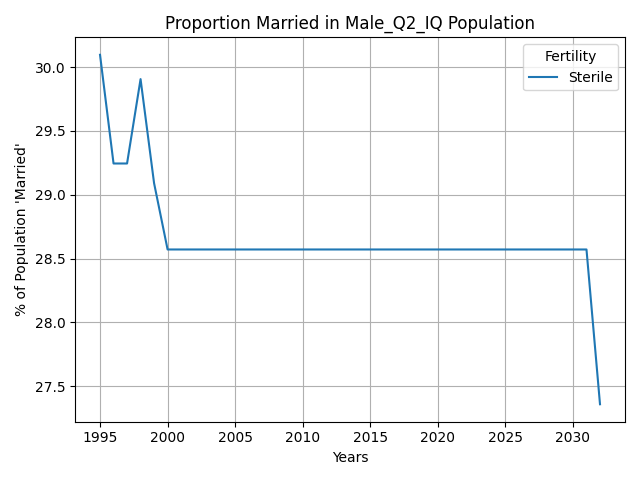 Proportion Married in Male_Q2_IQ Population
Fertility
Sterile
% of Population 'Married'
30.0
29.5
29.0
28.5
28.0
27.5
1995 2000 2005 2010 2015 2020 2025 2030
Years